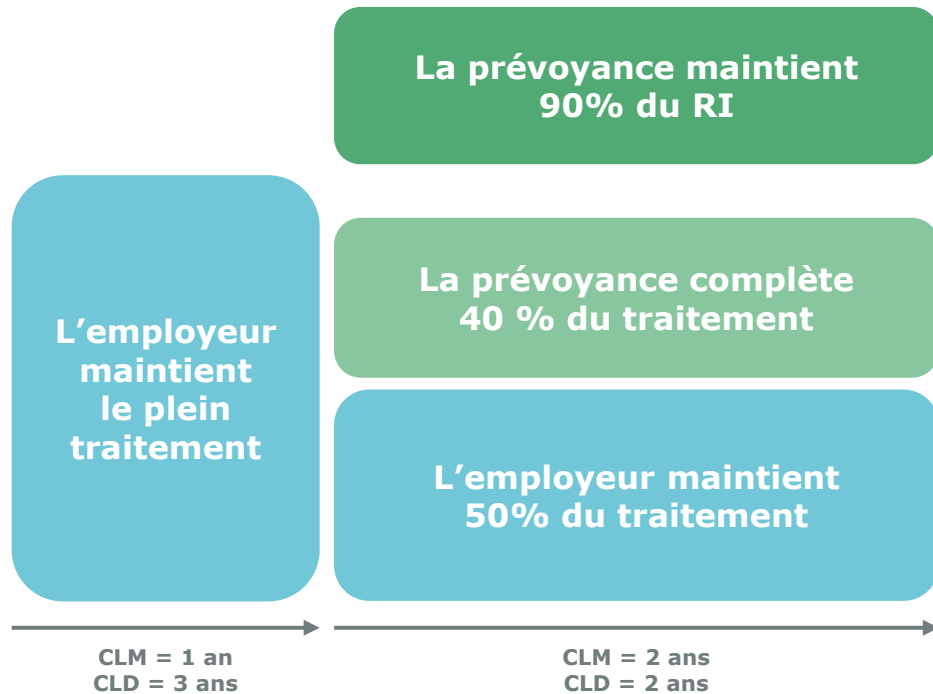 La prévoyance maintient
90% du RI
L’employeur
maintient
le plein
traitement
La prévoyance complète
40 % du traitement
L’employeur maintient
50% du traitement
CLM = 1 an
CLD = 3 ans
CLM = 2 ans
CLD = 2 ans